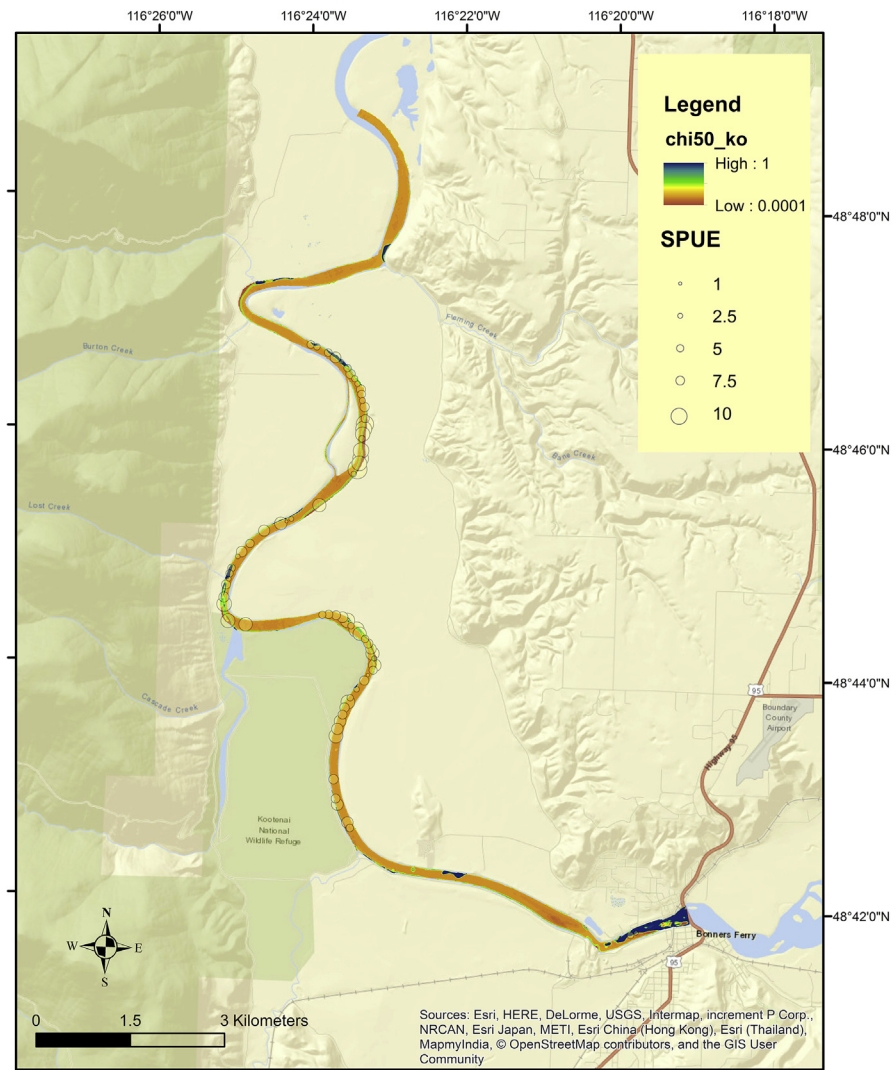 116°26'0"W 116°24'0"W 116°22'0"W 116°20'0"W 116°18'0"W
Legend
chi50_ko
High : 1
Low : 0.0001
SPUE
1
2.5
5
7.5
10
48°48'0"N
Fleming Creek
Burton Creek
48°46'0"N
Bane Creek
Lost Creek
48°44'0"N
95
Cascade Creek
Boundary
County
Airport
Highway 95
Kootenai
National
Wildlife Refuge
48°42'0"N
N
W E
S
Bonners Ferry
95
0 1.5 3 Kilometers
Sources: Esri, HERE, DeLorme, USGS, Intermap, increment P Corp.,
NRCAN, Esri Japan, METI, Esri China (Hong Kong), Esri (Thailand),
MapmyIndia, © OpenStreetMap contributors, and the GIS User
Community